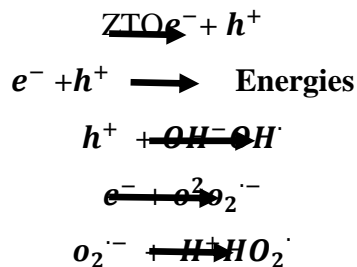 ZTO e⁻ + h⁺
e⁻ + h⁺ ⟶ Energies
h⁺ + OH⁻ ⟶ OH˙
e⁻ + o² ⟶ o₂˙⁻
o₂˙⁻ + H⁺ ⟶ HO₂˙